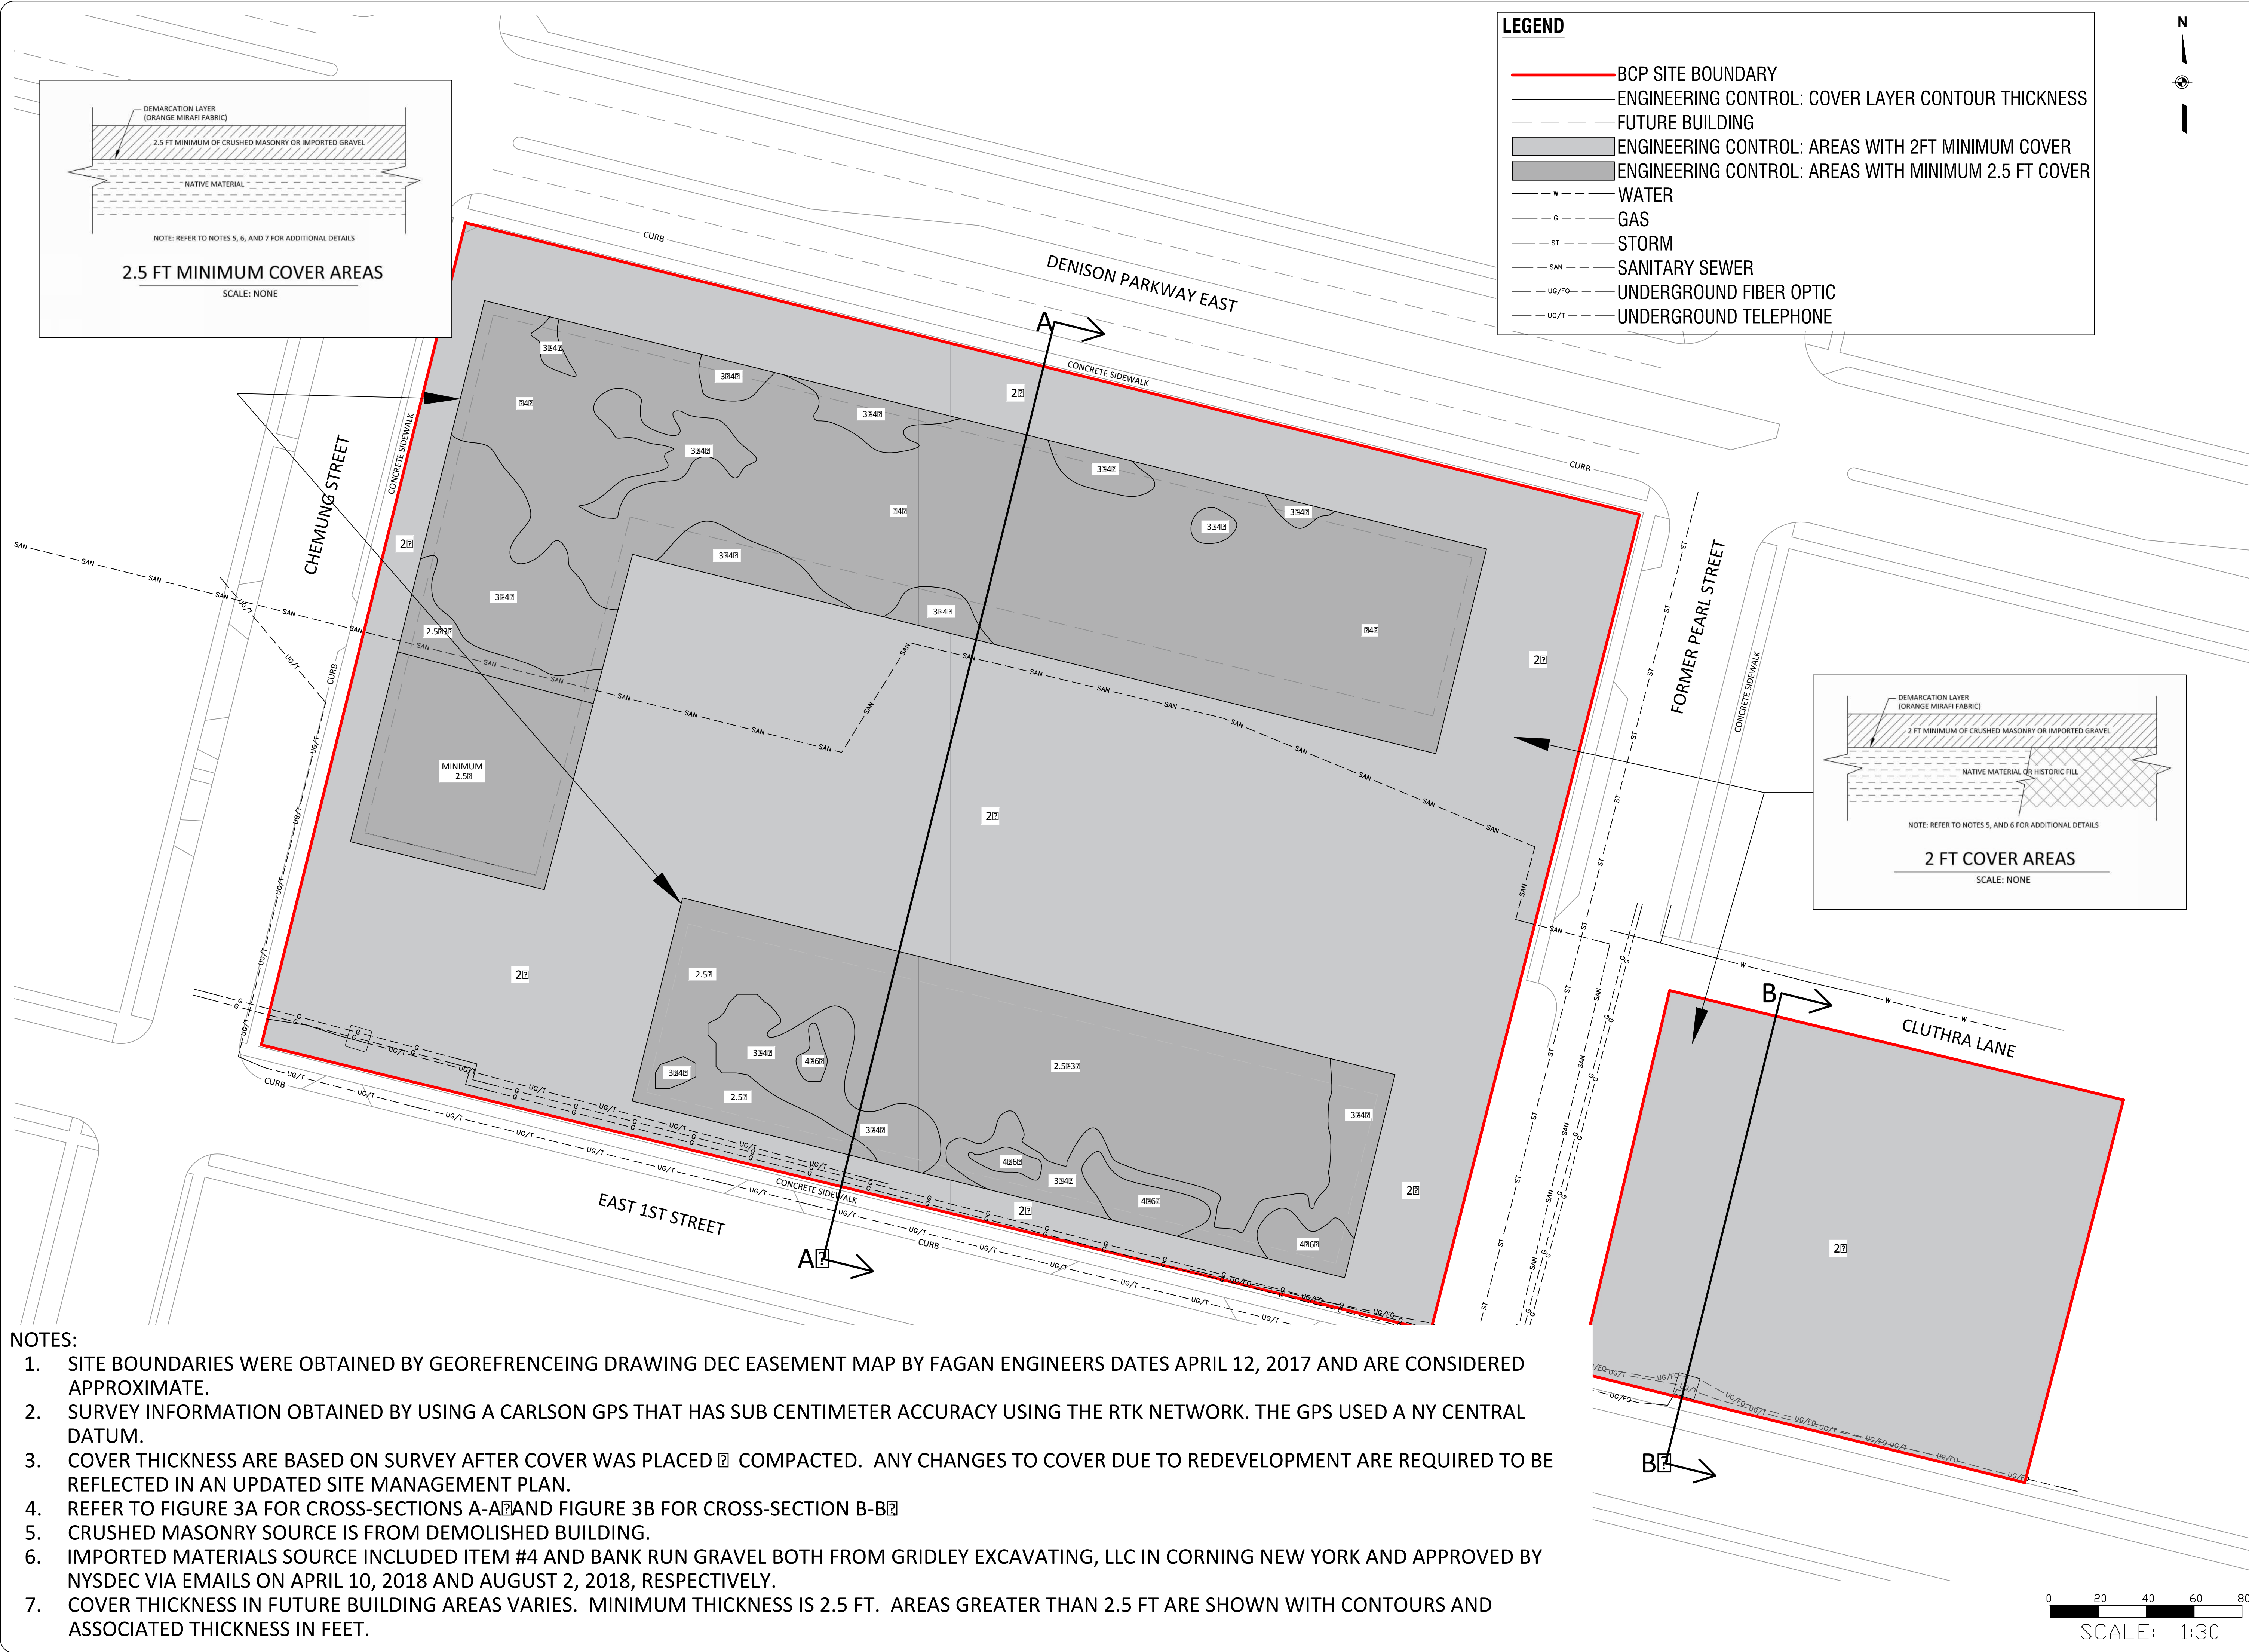 LEGEND
BCP SITE BOUNDARY
ENGINEERING CONTROL: COVER LAYER CONTOUR THICKNESS
FUTURE BUILDING
ENGINEERING CONTROL: AREAS WITH 2FT MINIMUM COVER
ENGINEERING CONTROL: AREAS WITH MINIMUM 2.5 FT COVER
W WATER
G GAS
ST STORM
SAN SANITARY SEWER
UG/FO UNDERGROUND FIBER OPTIC
UG/T UNDERGROUND TELEPHONE
N
DEMARCATION LAYER
(ORANGE MIRAFI FABRIC)
2.5 FT MINIMUM OF CRUSHED MASONRY OR IMPORTED GRAVEL
NATIVE MATERIAL
NOTE: REFER TO NOTES 5, 6, AND 7 FOR ADDITIONAL DETAILS
2.5 FT MINIMUM COVER AREAS
SCALE: NONE
CURB
DENISON PARKWAY EAST
A
CONCRETE SIDEWALK
CURB
CHEMUNG STREET
CONCRETE SIDEWALK
CURB
FORMER PEARL STREET
CONCRETE SIDEWALK
MINIMUM
2.5
DEMARCATION LAYER
(ORANGE MIRAFI FABRIC)
2 FT MINIMUM OF CRUSHED MASONRY OR IMPORTED GRAVEL
NATIVE MATERIAL OR HISTORIC FILL
NOTE: REFER TO NOTES 5, AND 6 FOR ADDITIONAL DETAILS
2 FT COVER AREAS
SCALE: NONE
B
CLUTHRA LANE
CURB
CONCRETE SIDEWALK
EAST 1ST STREET
CURB
A
B
NOTES:
1. SITE BOUNDARIES WERE OBTAINED BY GEOREFRENCEING DRAWING DEC EASEMENT MAP BY FAGAN ENGINEERS DATES APRIL 12, 2017 AND ARE CONSIDERED
APPROXIMATE.
2. SURVEY INFORMATION OBTAINED BY USING A CARLSON GPS THAT HAS SUB CENTIMETER ACCURACY USING THE RTK NETWORK. THE GPS USED A NY CENTRAL
DATUM.
3. COVER THICKNESS ARE BASED ON SURVEY AFTER COVER WAS PLACED COMPACTED. ANY CHANGES TO COVER DUE TO REDEVELOPMENT ARE REQUIRED TO BE
REFLECTED IN AN UPDATED SITE MANAGEMENT PLAN.
4. REFER TO FIGURE 3A FOR CROSS-SECTIONS A-A AND FIGURE 3B FOR CROSS-SECTION B-B
5. CRUSHED MASONRY SOURCE IS FROM DEMOLISHED BUILDING.
6. IMPORTED MATERIALS SOURCE INCLUDED ITEM #4 AND BANK RUN GRAVEL BOTH FROM GRIDLEY EXCAVATING, LLC IN CORNING NEW YORK AND APPROVED BY
NYSDEC VIA EMAILS ON APRIL 10, 2018 AND AUGUST 2, 2018, RESPECTIVELY.
7. COVER THICKNESS IN FUTURE BUILDING AREAS VARIES. MINIMUM THICKNESS IS 2.5 FT. AREAS GREATER THAN 2.5 FT ARE SHOWN WITH CONTOURS AND
ASSOCIATED THICKNESS IN FEET.
0 20 40 60 80
SCALE: 1:30